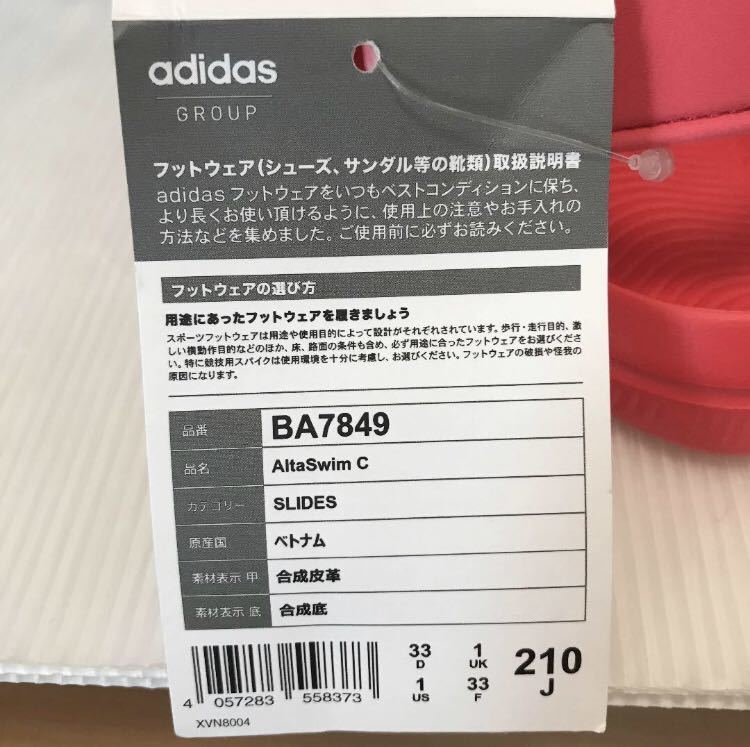 adidas
GROUP
フットウェア(シューズ、サンダル等の靴類)取扱説明書
adidas フットウェアをいつもベストコンディションに保ち、
より長くお使い頂けるように、使用上の注意やお手入れの
方法などを集めました。ご使用前に必ずお読みください。
フットウェアの選び方
用途にあったフットウェアを履きましょう
スポーツフットウェアは用途や使用目的によって設計がそれぞれされています。歩行・走行目的、激
しい横動作目的などのほか、床、路面の条件も含め、必ず用途に合ったフットウェアをお選びくださ
い。特に競技用スパイクは使用環境を十分に考慮し、お選びください。フットウェアの破損や怪我の
原因になります。
品番 BA7849
品名 AltaSwim C
カテゴリー SLIDES
原産国 ベトナム
素材表示 甲 合成皮革
素材表示 底 合成底
33 1 210
D UK J
1 33
US F
4 057283 558373
XVN8004